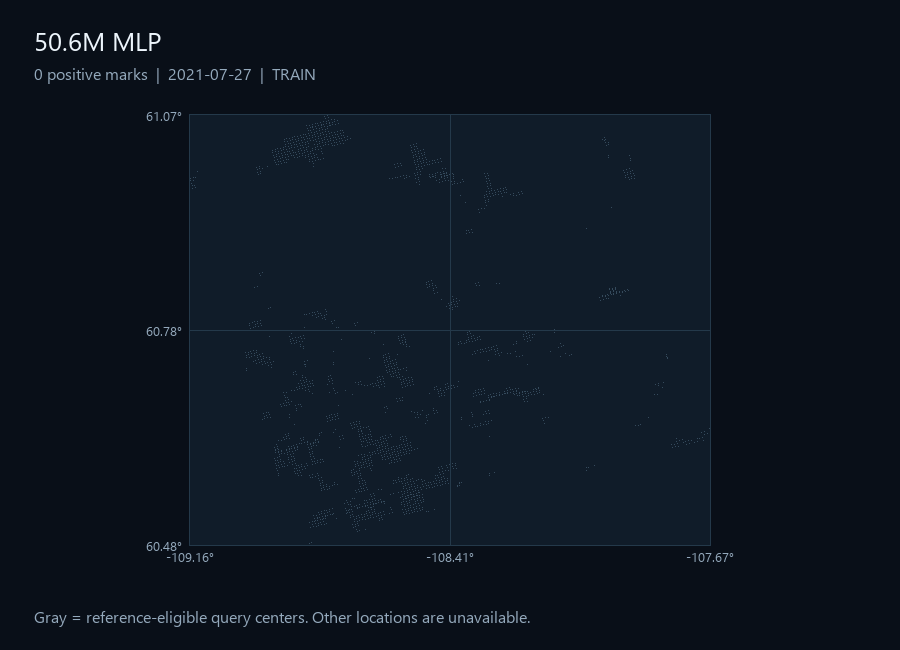 50.6M MLP
0 positive marks | 2021-07-27 | TRAIN
61.07°
60.78°
60.48°
-109.16°
-108.41°
-107.67°
Gray = reference-eligible query centers. Other locations are unavailable.